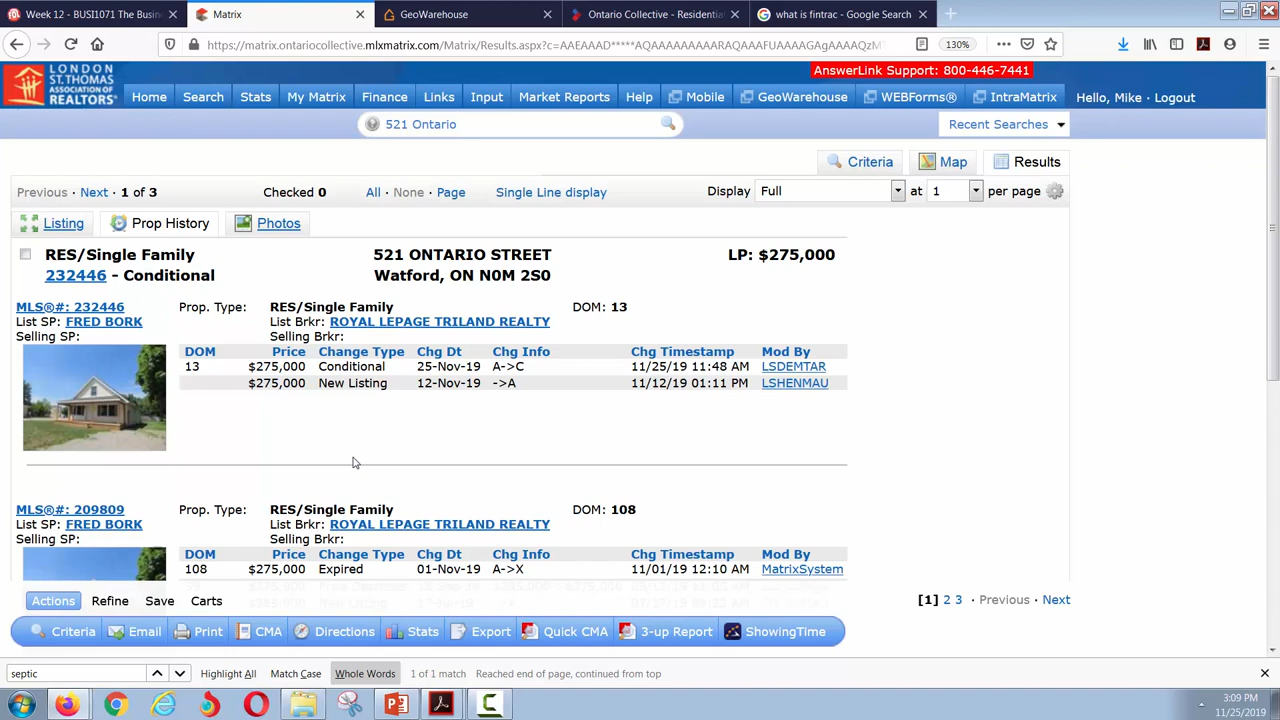 Week 12 - BUSI1071 The Busin
Matrix
GeoWarehouse
Ontario Collective - Residentia
what is fintrac - Google Search
https://matrix.ontariocollective.mlxmatrix.com/Matrix/Results.aspx?c=
130%
LONDON
ST.THOMAS
ASSOCIATION OF
REALTORS®
AnswerLink Support: 800-446-7441
Home Search Stats My Matrix Finance Links Input Market Reports Help Mobile GeoWarehouse WEBForms® IntraMatrix Hello, Mike · Logout
521 Ontario
Recent Searches
Criteria Map Results
Previous · Next · 1 of 3 Checked 0 All · None · Page Single Line display Display Full at 1 per page
Listing Prop History Photos
RES/Single Family 521 ONTARIO STREET LP: $275,000
232446 - Conditional Watford, ON N0M 2S0
MLS®#: 232446 Prop. Type: RES/Single Family DOM: 13
List SP: FRED BORK List Brkr: ROYAL LEPAGE TRILAND REALTY
Selling SP: Selling Brkr:
DOM Price Change Type Chg Dt Chg Info Chg Timestamp Mod By
13 $275,000 Conditional 25-Nov-19 A->C 11/25/19 11:48 AM LSDEMTAR
$275,000 New Listing 12-Nov-19 ->A 11/12/19 01:11 PM LSHENMAU
MLS®#: 209809 Prop. Type: RES/Single Family DOM: 108
List SP: FRED BORK List Brkr: ROYAL LEPAGE TRILAND REALTY
Selling SP: Selling Brkr:
DOM Price Change Type Chg Dt Chg Info Chg Timestamp Mod By
108 $275,000 Expired 01-Nov-19 A->X 11/01/19 12:10 AM MatrixSystem
Actions Refine Save Carts
[1] 2 3 · Previous · Next
Criteria Email Print CMA Directions Stats Export Quick CMA 3-up Report ShowingTime
septic Highlight All Match Case Whole Words 1 of 1 match Reached end of page, continued from top
3:09 PM
11/25/2019